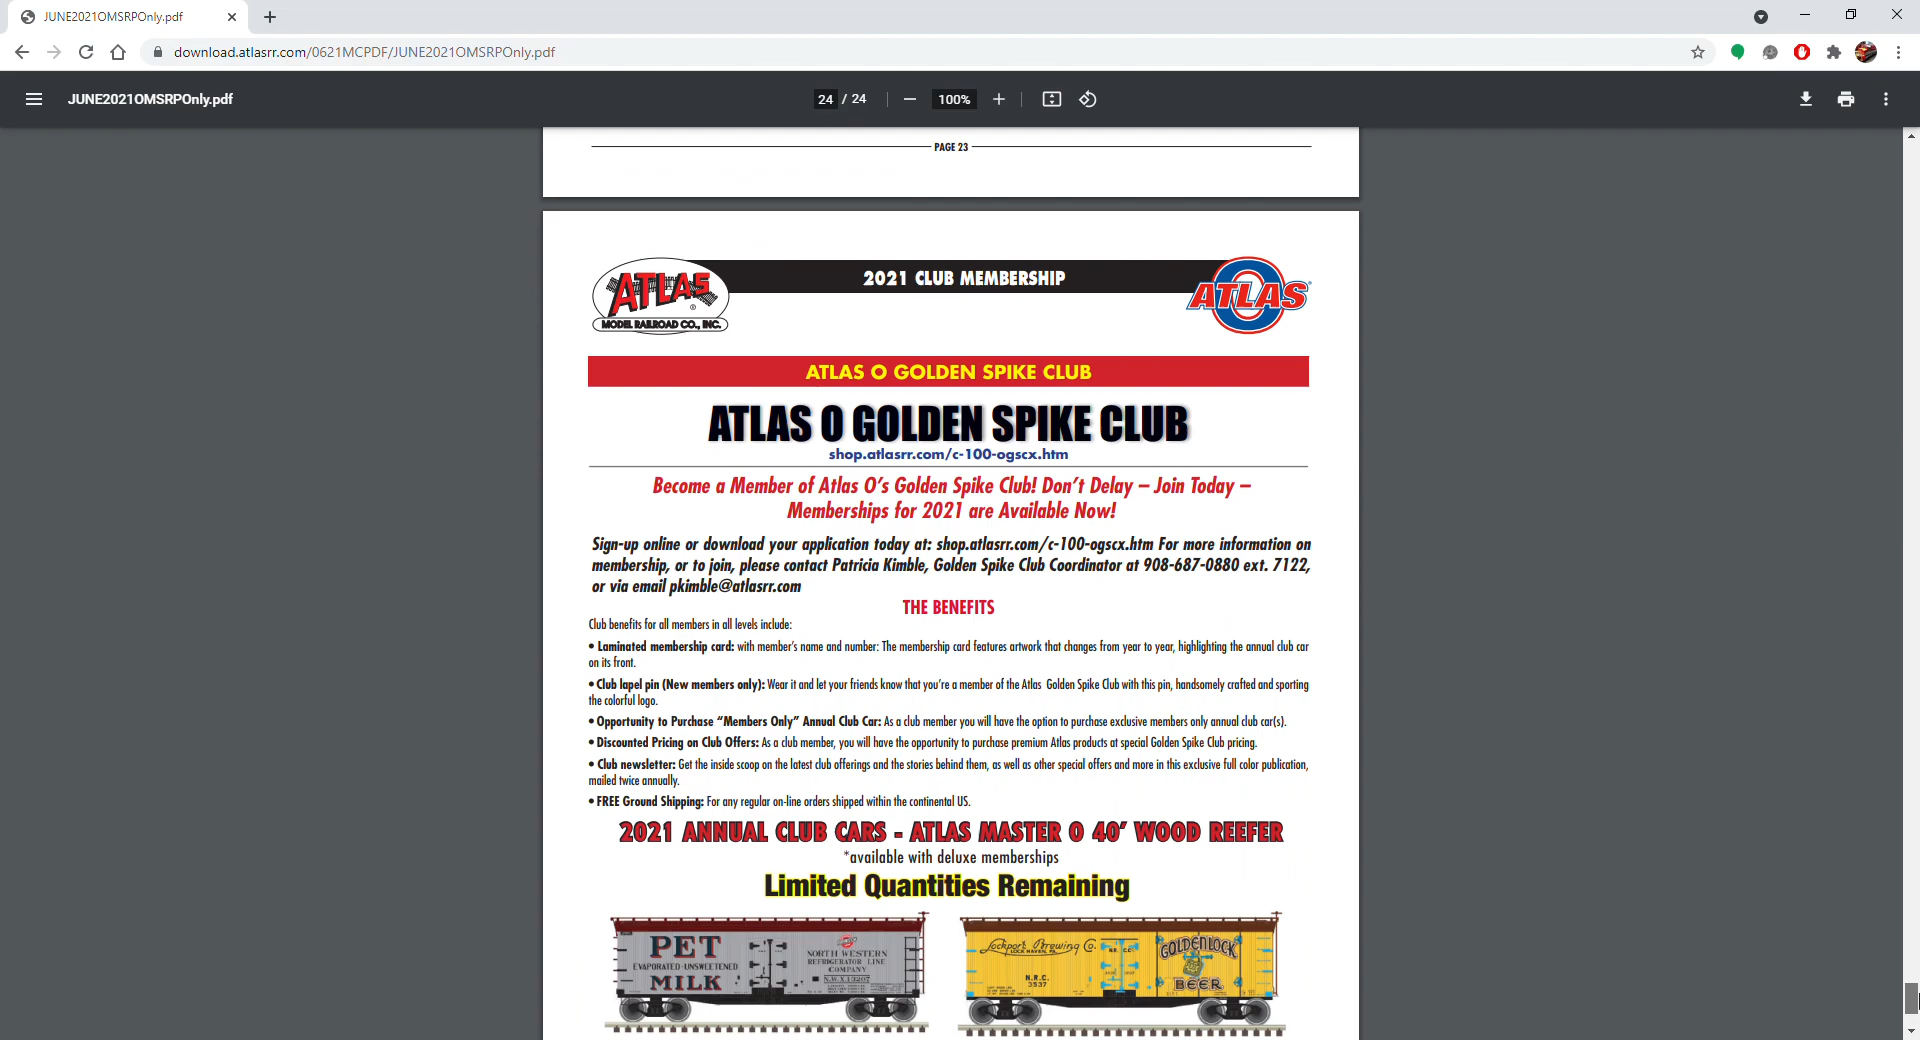 JUNE2021OMSRPOnly.pdf
download.atlasrr.com/0621MCPDF/JUNE2021OMSRPOnly.pdf
JUNE2021OMSRPOnly.pdf
24 / 24
100%
PAGE 23
ATLAS
MODEL RAILROAD CO., INC.
2021 CLUB MEMBERSHIP
ATLAS
ATLAS O GOLDEN SPIKE CLUB
ATLAS O GOLDEN SPIKE CLUB
shop.atlasrr.com/c-100-ogscx.htm
Become a Member of Atlas O's Golden Spike Club! Don't Delay – Join Today –
Memberships for 2021 are Available Now!
Sign-up online or download your application today at: shop.atlasrr.com/c-100-ogscx.htm For more information on
membership, or to join, please contact Patricia Kimble, Golden Spike Club Coordinator at 908-687-0880 ext. 7122,
or via email pkimble@atlasrr.com
THE BENEFITS
Club benefits for all members in all levels include:
• Laminated membership card: with member's name and number: The membership card features artwork that changes from year to year, highlighting the annual club car
on its front.
• Club lapel pin (New members only): Wear it and let your friends know that you're a member of the Atlas Golden Spike Club with this pin, handsomely crafted and sporting
the colorful logo.
• Opportunity to Purchase "Members Only" Annual Club Car: As a club member you will have the option to purchase exclusive members only annual club car(s).
• Discounted Pricing on Club Offers: As a club member, you will have the opportunity to purchase premium Atlas products at special Golden Spike Club pricing.
• Club newsletter: Get the inside scoop on the latest club offerings and the stories behind them, as well as other special offers and more in this exclusive full color publication,
mailed twice annually.
• FREE Ground Shipping: For any regular on-line orders shipped within the continental US.
2021 ANNUAL CLUB CARS - ATLAS MASTER O 40' WOOD REEFER
*available with deluxe memberships
Limited Quantities Remaining
PET
EVAPORATED-UNSWEETENED
MILK
NORTH WESTERN
REFRIGERATOR LINE
COMPANY
N.W.X 13207
Lockport Brewing Co.
LOCK HAVEN, PA.
N.R.C.
3537
GOLDENLOCK
BEER